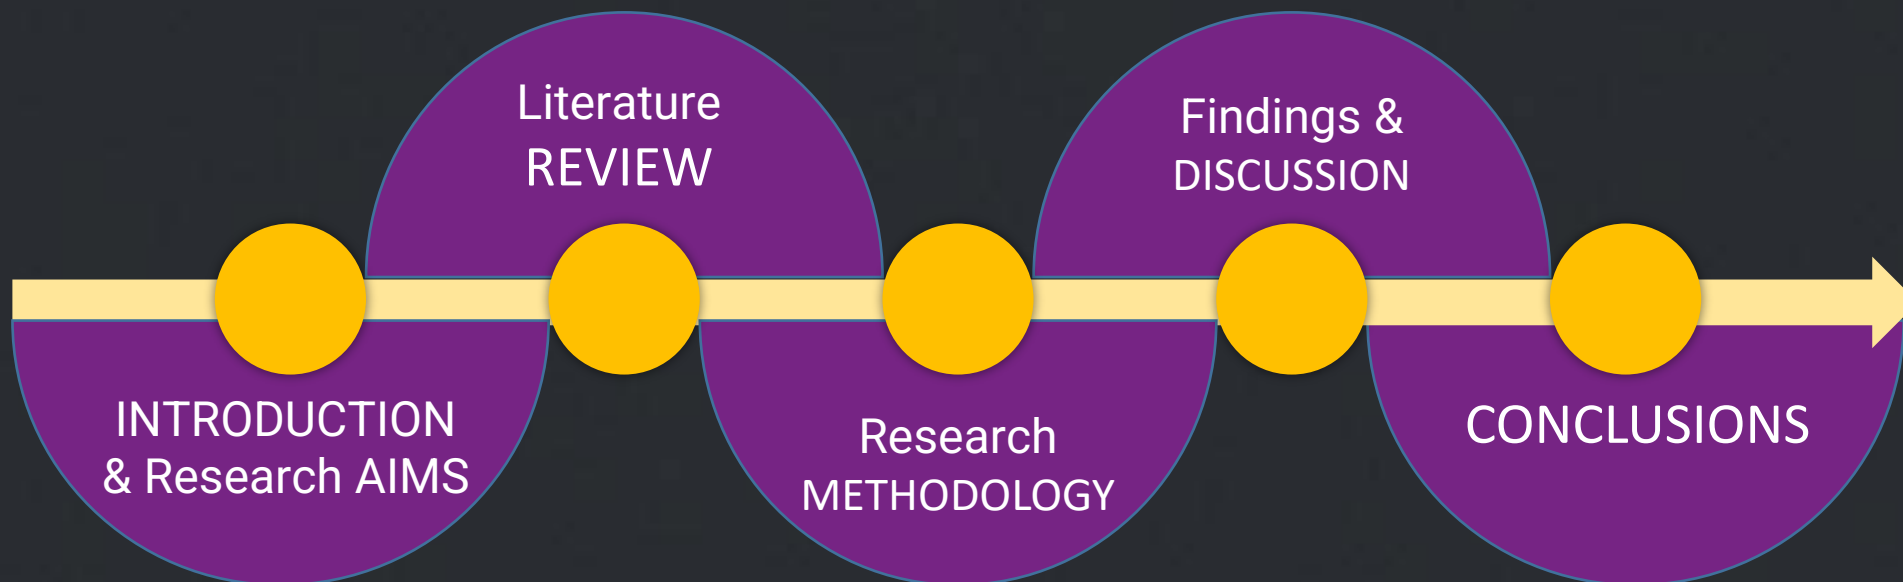 INTRODUCTION
& Research AIMS
Literature
REVIEW
Research
METHODOLOGY
Findings &
DISCUSSION
CONCLUSIONS